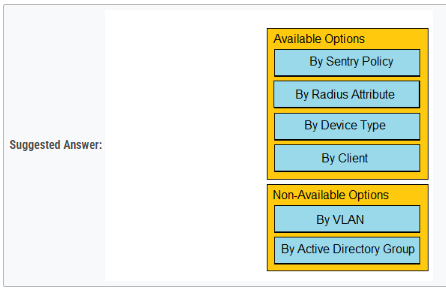 Available Options
By Sentry Policy
By Radius Attribute
By Device Type
Suggested Answer:
By Client
Non-Available Options
By VLAN
By Active Directory Group